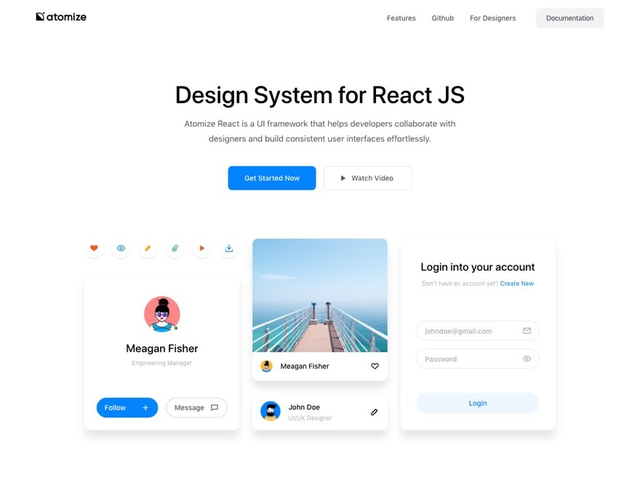 atomize
Features
Github
For Designers
Documentation
Design System for React JS
Atomize React is a UI framework that helps developers collaborate with
designers and build consistent user interfaces effortlessly.
Get Started Now
Watch Video
Meagan Fisher
Engineering Manager
Follow
Message
Meagan Fisher
John Doe
UI/UX Designer
Login into your account
Don't have an account yet? Create New
johndoe@gmail.com
Password
Login